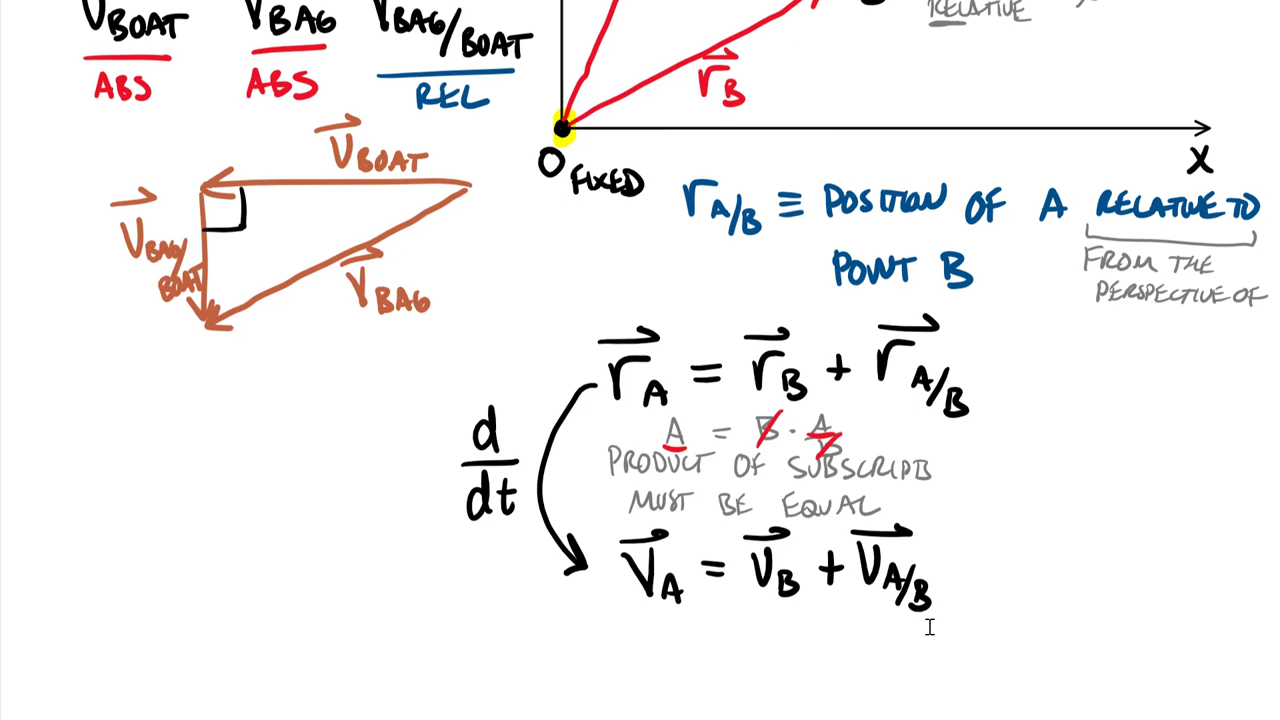 VBOAT VBAG VBAG/BOAT
ABS ABS REL
RELATIVE
rB
O FIXED
X
VBOAT
VBAG/BOAT
VBAG
rA/B ≡ POSITION OF A RELATIVE TO
POINT B
FROM THE
PERSPECTIVE OF
rA = rB + rA/B
A = B · A/B
PRODUCT OF SUBSCRIPTS
MUST BE EQUAL
d/dt
VA = VB + VA/B